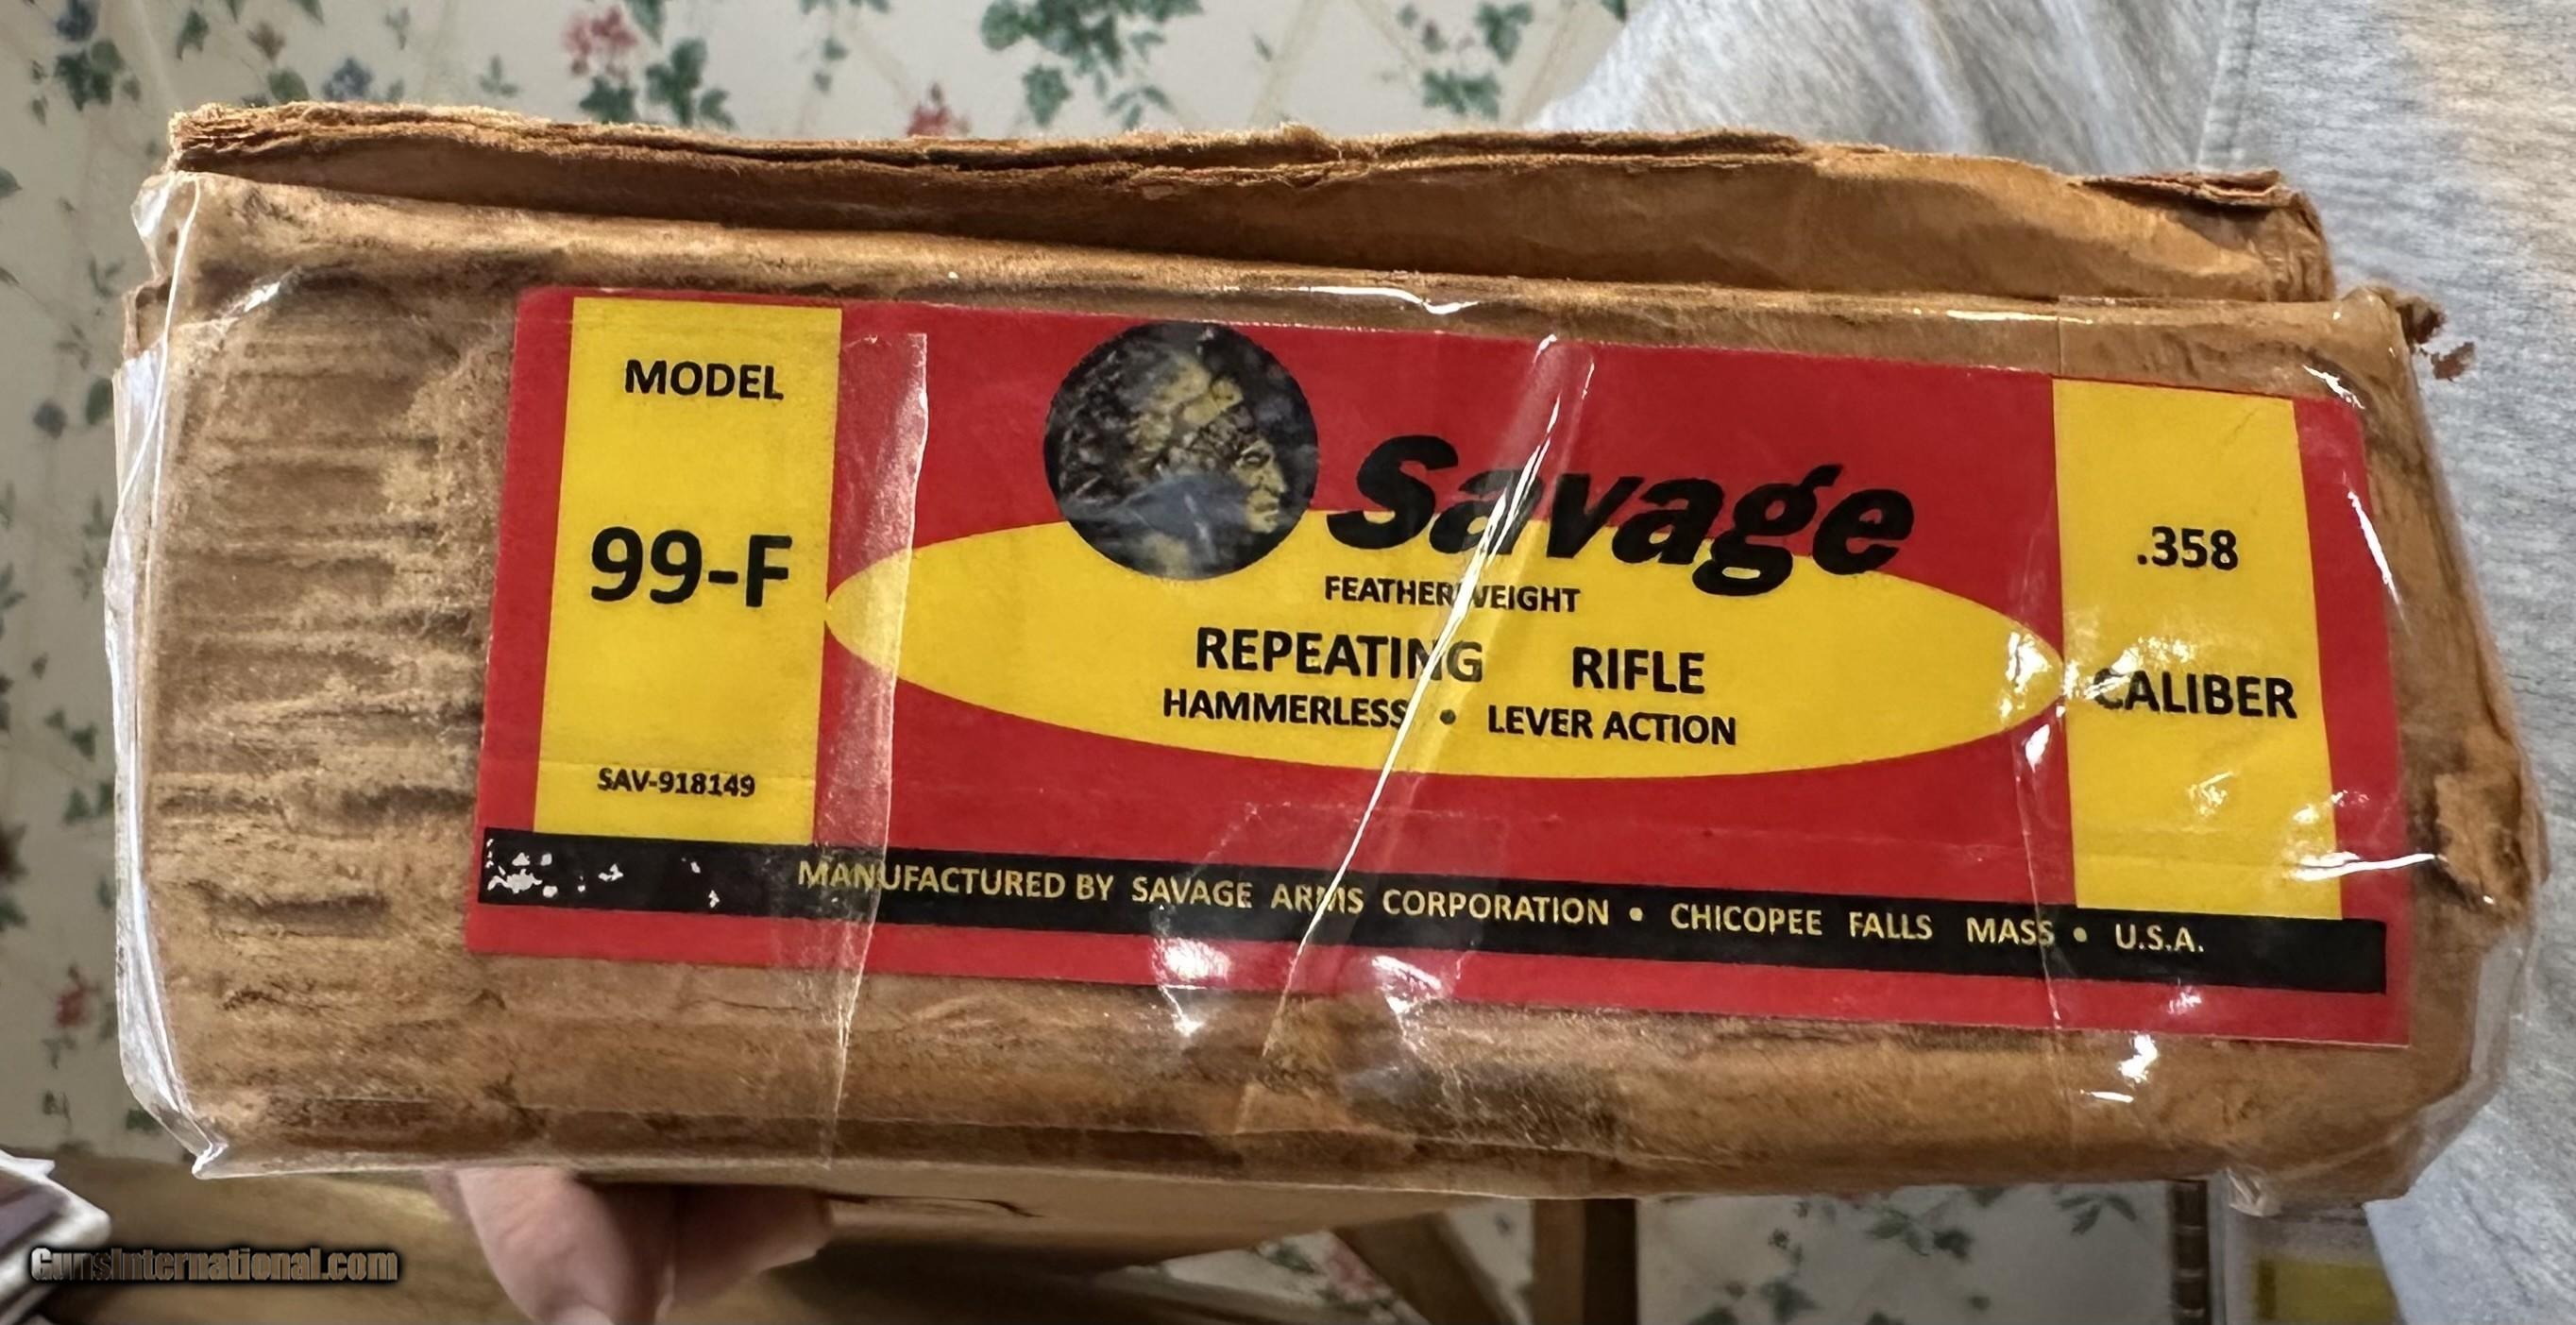 MODEL
99-F
SAV-918149
Savage
FEATHERWEIGHT
REPEATING RIFLE
HAMMERLESS • LEVER ACTION
.358
CALIBER
MANUFACTURED BY SAVAGE ARMS CORPORATION • CHICOPEE FALLS MASS • U.S.A.
GunsInternational.com